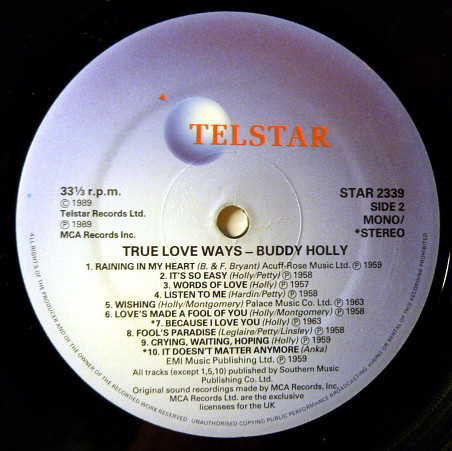 TELSTAR
33⅓ r.p.m.
© 1989
Telstar Records Ltd.
℗ 1989
MCA Records Inc.
STAR 2339
SIDE 2
MONO/
*STEREO
TRUE LOVE WAYS – BUDDY HOLLY
1. RAINING IN MY HEART (B. & F. Bryant) Acuff-Rose Music Ltd. ℗ 1959
2. IT'S SO EASY (Holly/Petty) ℗ 1958
3. WORDS OF LOVE (Holly) ℗ 1957
4. LISTEN TO ME (Hardin/Petty) ℗ 1958
5. WISHING (Holly/Montgomery) Palace Music Co. Ltd. ℗ 1963
6. LOVE'S MADE A FOOL OF YOU (Holly/Montgomery) ℗ 1958
*7. BECAUSE I LOVE YOU (Holly) ℗ 1963
8. FOOL'S PARADISE (Leglaire/Petty/Linsley) ℗ 1958
9. CRYING, WAITING, HOPING (Holly) ℗ 1959
*10. IT DOESN'T MATTER ANYMORE (Anka)
EMI Music Publishing Ltd. ℗ 1959
All tracks (except 1,5,10) published by Southern Music
Publishing Co. Ltd.
Original sound recordings made by MCA Records, Inc.
MCA Records Ltd. are the exclusive
licensees for the UK
ALL RIGHTS OF THE PRODUCER AND OF THE OWNER OF THE RECORDED WORK RESERVED · UNAUTHORISED COPYING PUBLIC PERFORMANCE BROADCASTING HIRING OR RENTAL OF THIS RECORDING PROHIBITED